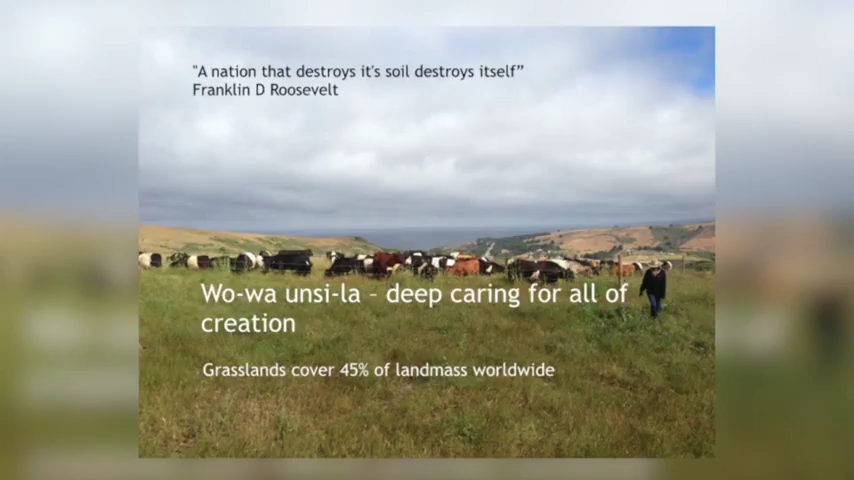 "A nation that destroys it's soil destroys itself”
Franklin D Roosevelt
Wo-wa unsi-la – deep caring for all of
creation
Grasslands cover 45% of landmass worldwide